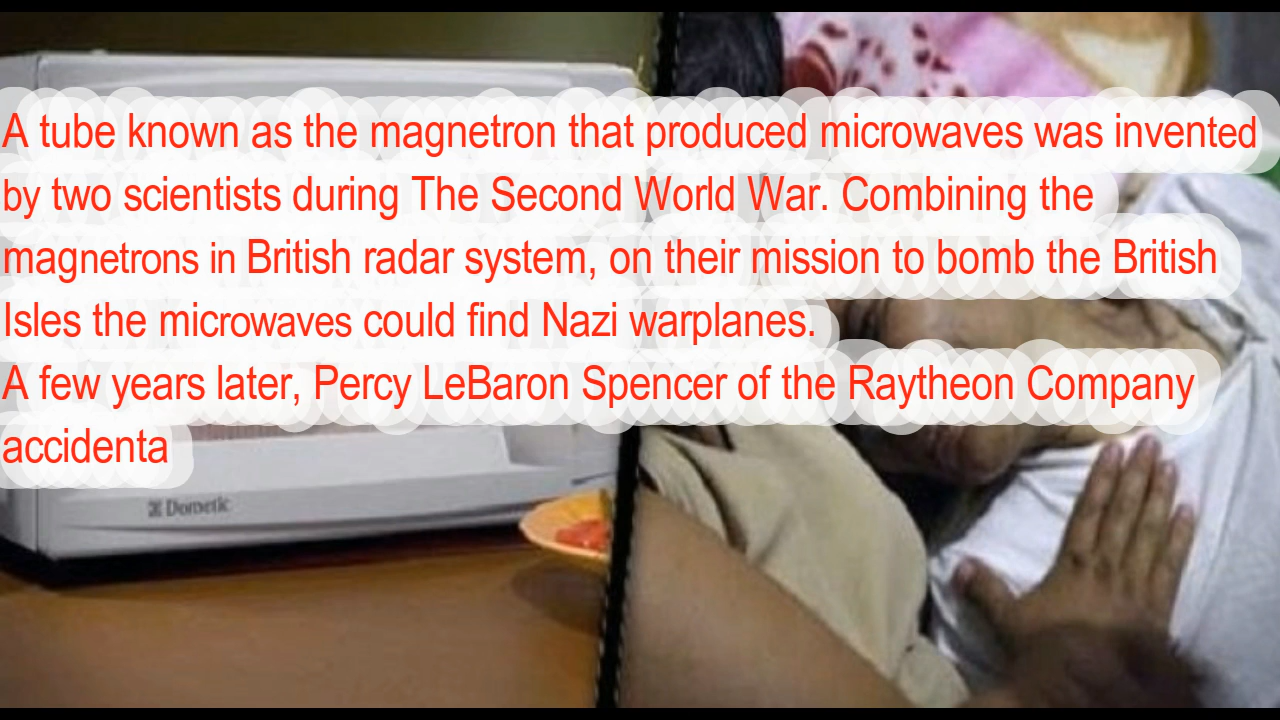 A tube known as the magnetron that produced microwaves was invented
by two scientists during The Second World War. Combining the
magnetrons in British radar system, on their mission to bomb the British
Isles the microwaves could find Nazi warplanes.
A few years later, Percy LeBaron Spencer of the Raytheon Company
accidenta
Dometic